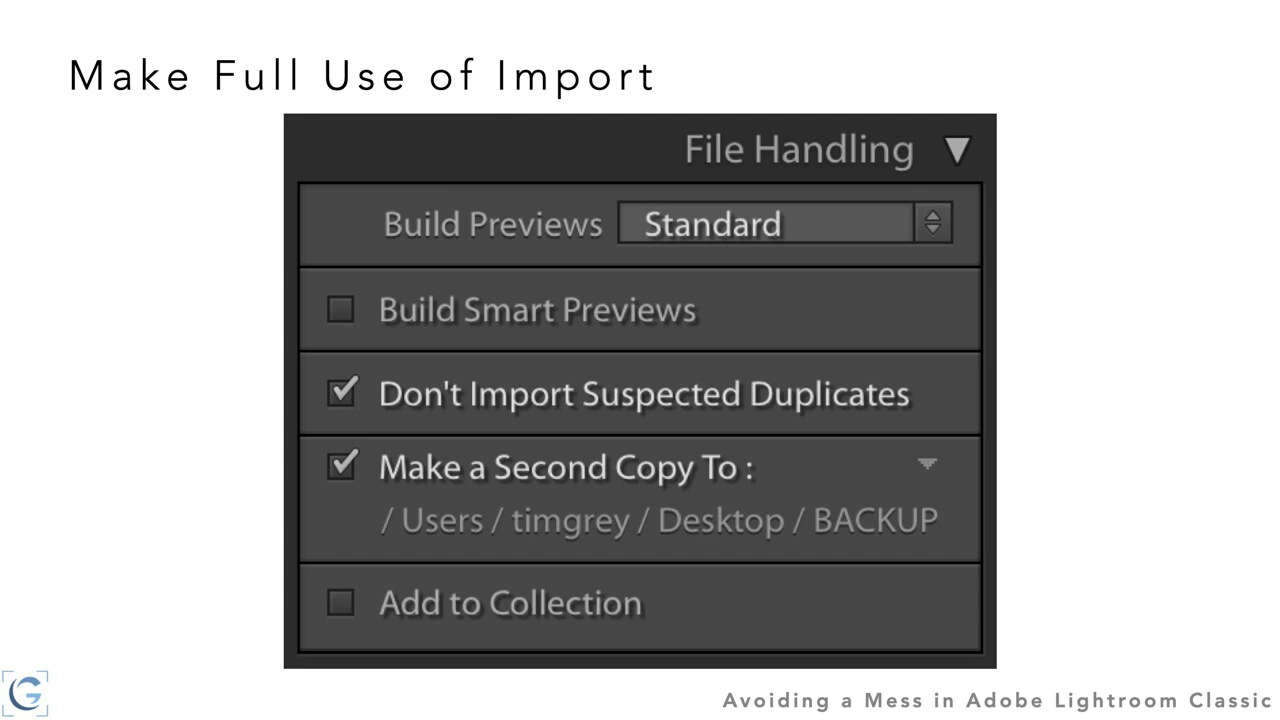 Make Full Use of Import
File Handling
Build Previews Standard
Build Smart Previews
Don't Import Suspected Duplicates
Make a Second Copy To :
/ Users / timgrey / Desktop / BACKUP
Add to Collection
G
Avoiding a Mess in Adobe Lightroom Classic